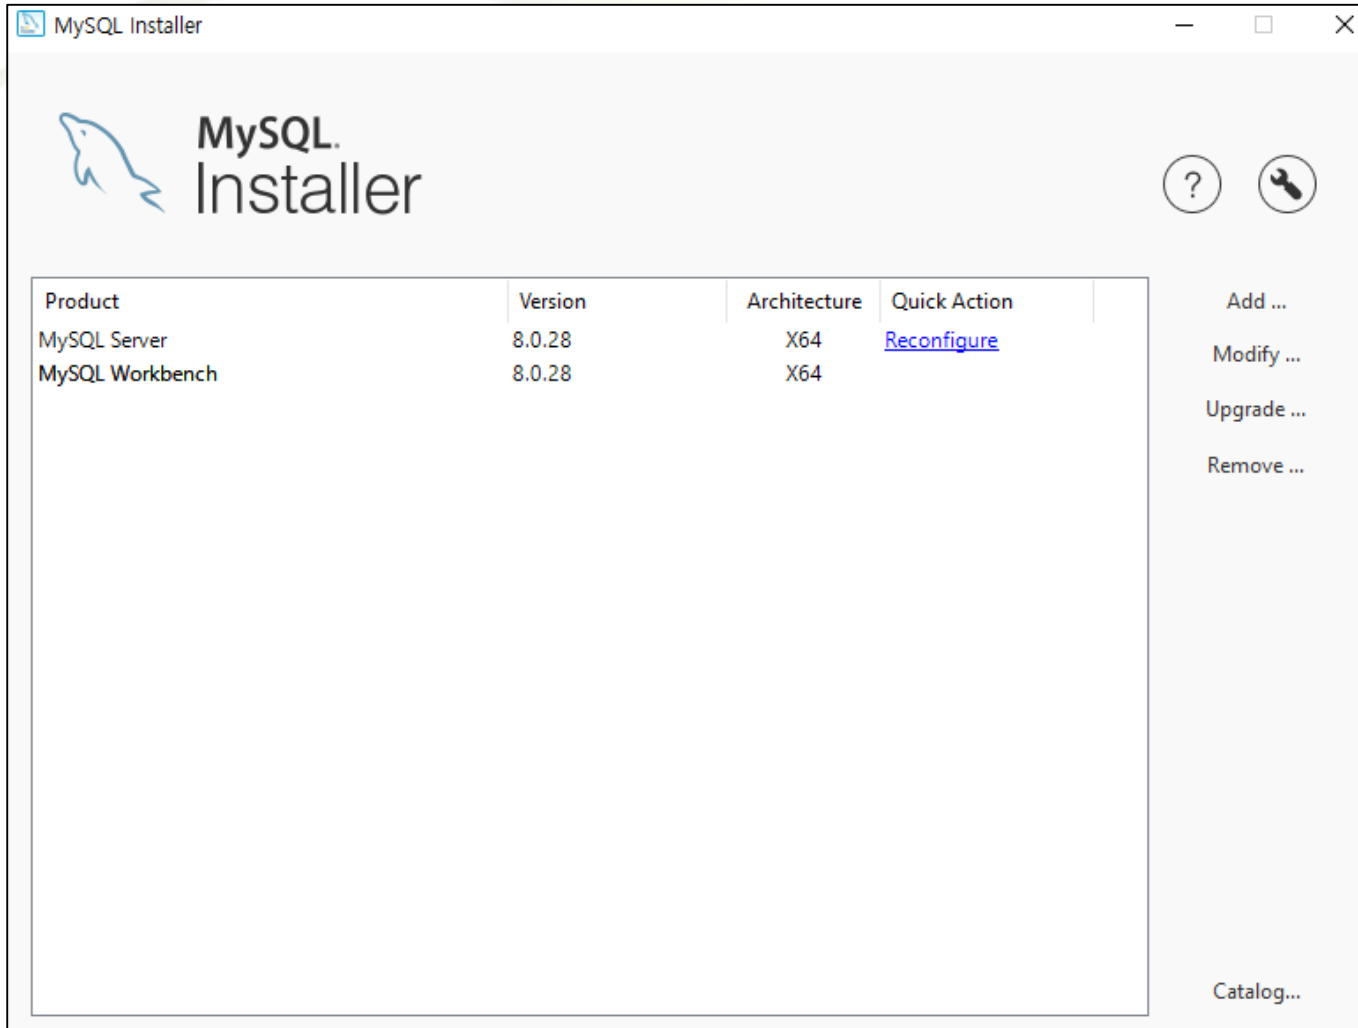 MySQL Installer
MySQL.
Installer
?
Product Version Architecture Quick Action
MySQL Server 8.0.28 X64 Reconfigure
MySQL Workbench 8.0.28 X64
Add ...
Modify ...
Upgrade ...
Remove ...
Catalog...